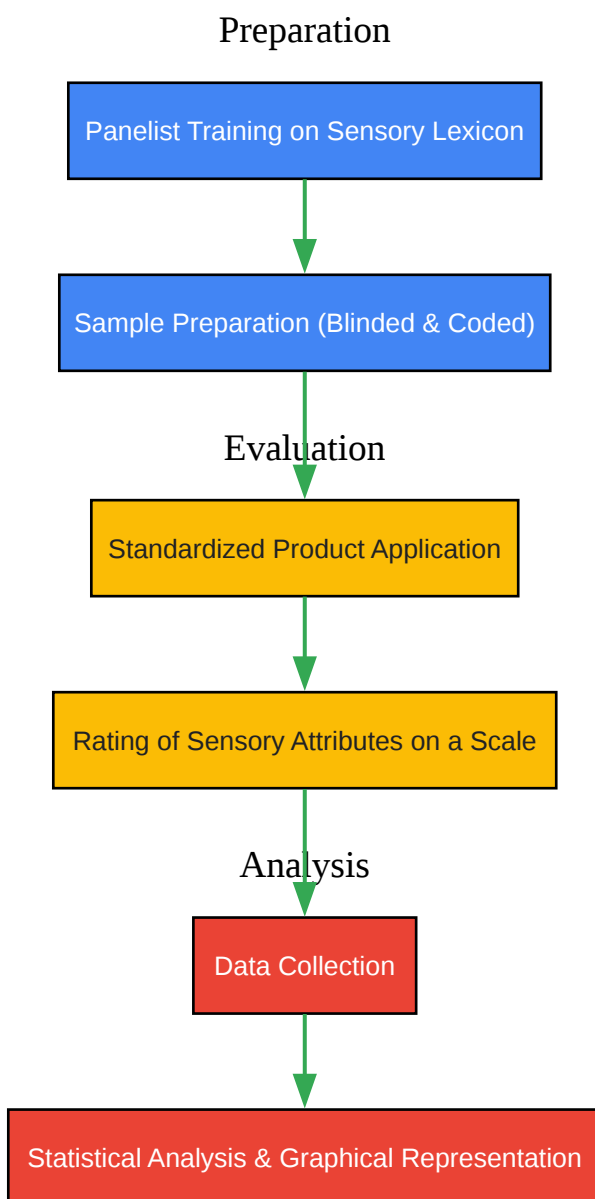 Preparation
Panelist Training on Sensory Lexicon
Sample Preparation (Blinded & Coded)
Evaluation
Standardized Product Application
Rating of Sensory Attributes on a Scale
Analysis
Data Collection
Statistical Analysis & Graphical Representation